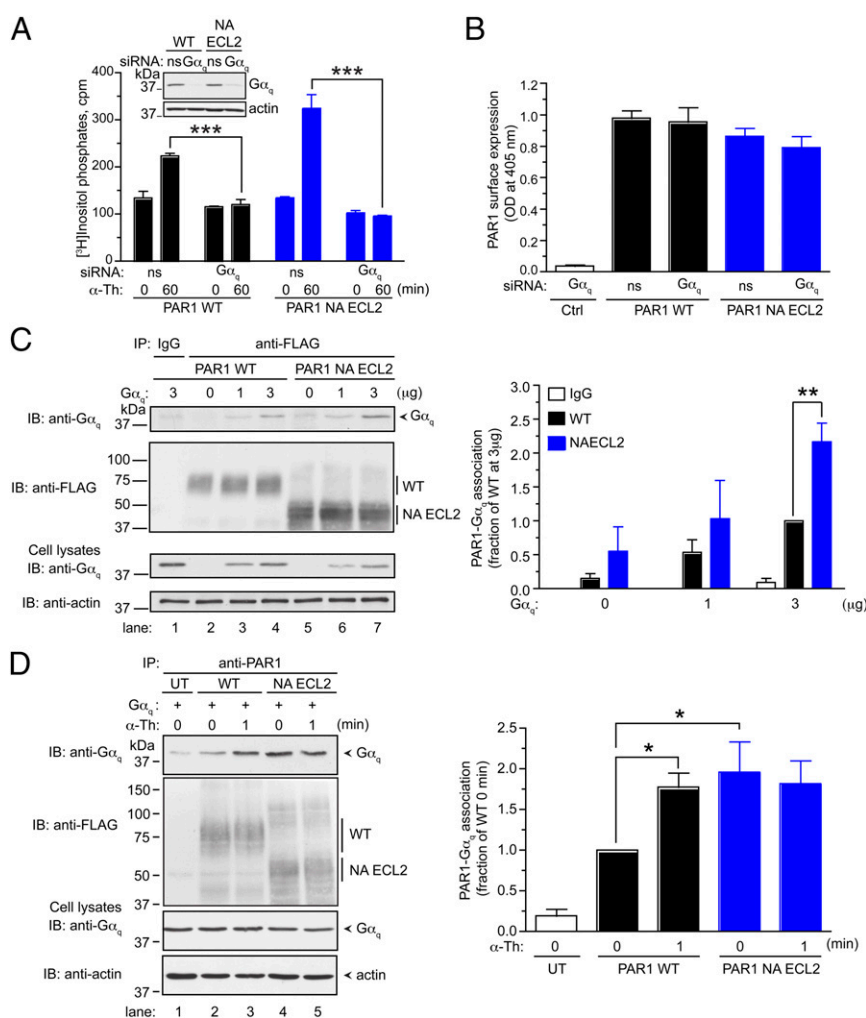 A
WT
NA
ECL2
siRNA: ns Gαq ns Gαq
kDa
37
Gαq
37
actin
***
***
[³H]Inositol phosphates, cpm
400
300
200
100
0
siRNA: ns Gαq ns Gαq
α-Th: 0 60 0 60 0 60 0 60 (min)
PAR1 WT PAR1 NA ECL2
B
PAR1 surface expression
(OD at 405 nm)
1.2
1.0
0.8
0.6
0.4
0.2
0.0
siRNA: Gαq ns Gαq ns Gαq
Ctrl PAR1 WT PAR1 NA ECL2
C
IP: IgG anti-FLAG
PAR1 WT PAR1 NA ECL2
Gαq: 3 0 1 3 0 1 3 (μg)
kDa
IB: anti-Gαq
37
Gαq
100
75
IB: anti-FLAG
WT
50
NA ECL2
37
Cell lysates
IB: anti-Gαq
37
IB: anti-actin
37
lane: 1 2 3 4 5 6 7
PAR1-Gαq association
(fraction of WT at 3μg)
3.0
2.5
2.0
1.5
1.0
0.5
0.0
IgG
WT
NAECL2
**
Gαq: 0 1 3 (μg)
D
IP: anti-PAR1
UT WT NA ECL2
Gαq: + + + + +
α-Th: 0 0 1 0 1 (min)
kDa
IB: anti-Gαq
37
Gαq
150
100
IB: anti-FLAG
75
WT
50
NA ECL2
37
Cell lysates
IB: anti-Gαq
Gαq
37
IB: anti-actin
actin
37
lane: 1 2 3 4 5
PAR1-Gαq association
(fraction of WT 0 min)
2.5
2.0
1.5
1.0
0.5
0.0
*
*
α-Th: 0 0 1 0 1 (min)
UT PAR1 WT PAR1 NA ECL2